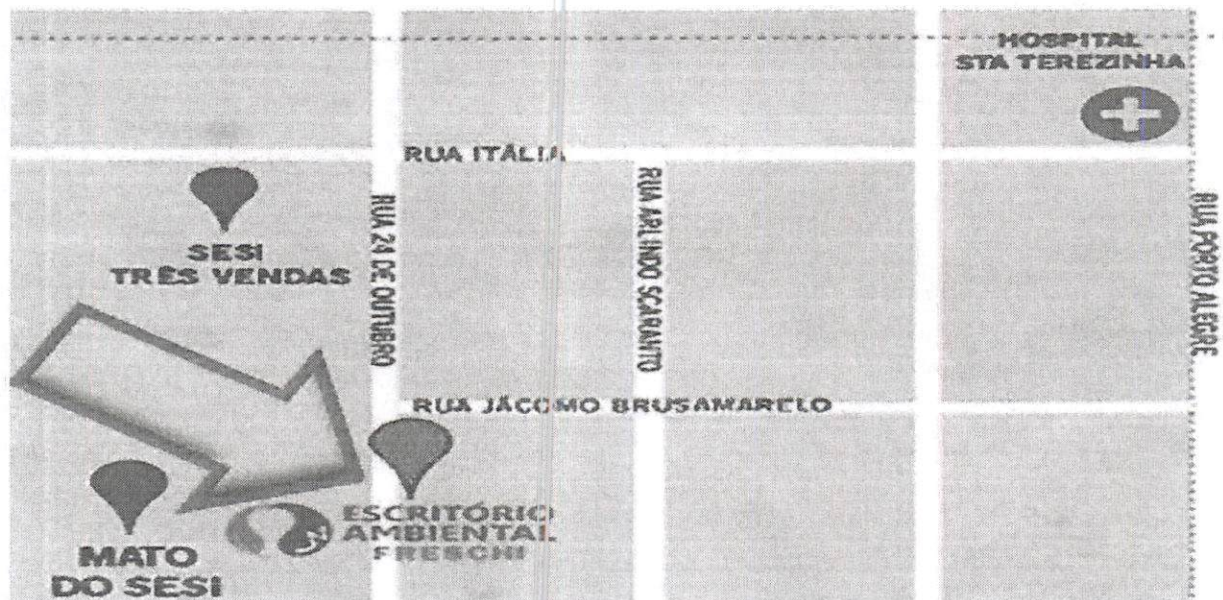 HOSPITAL
STA TEREZINHA
RUA ITÁLIA
SESI
TRÊS VENDAS
RUA 24 DE OUTUBRO
RUA ARLINDO SCARANTO
RUA PORTO ALEGRE
RUA JÁCOMO BRUSAMARELO
ESCRITÓRIO
AMBIENTAL
FRESCHI
MATO
DO SESI